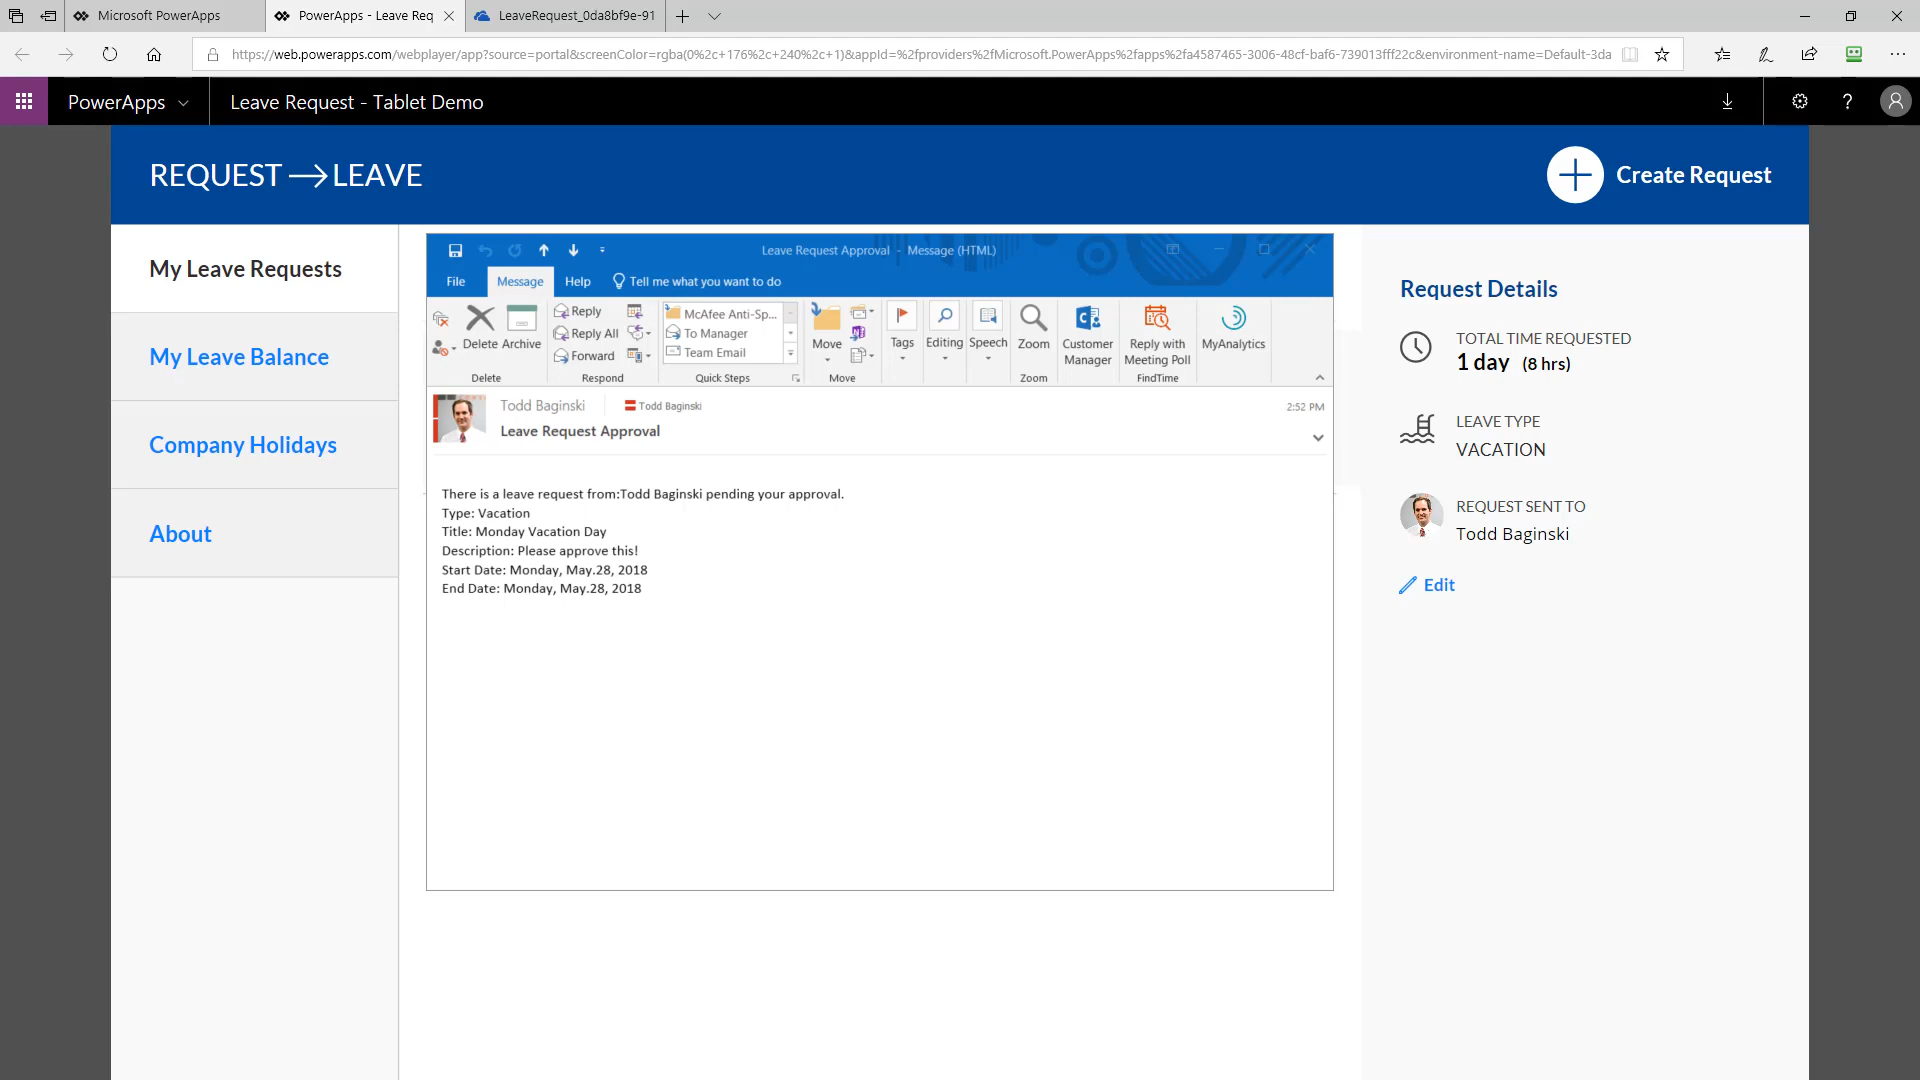 Microsoft PowerApps
PowerApps - Leave Req
LeaveRequest_0da8bf9e-91
https://web.powerapps.com/webplayer/app?source=portal&screenColor=rgba(0%2c+176%2c+240%2c+1)&appId=%2fproviders%2fMicrosoft.PowerApps%2fapps%2fa4587465-3006-48cf-baf6-739013fff22c&environment-name=Default-3da
PowerApps
Leave Request - Tablet Demo
REQUEST → LEAVE
Create Request
My Leave Requests
My Leave Balance
Company Holidays
About
Leave Request Approval - Message (HTML)
File
Message
Help
Tell me what you want to do
Delete
Archive
Delete
Reply
Reply All
Forward
Respond
McAfee Anti-Sp...
To Manager
Team Email
Quick Steps
Move
Move
Tags
Editing
Speech
Zoom
Zoom
Customer
Manager
Reply with
Meeting Poll
FindTime
MyAnalytics
Todd Baginski
Todd Baginski
2:52 PM
Leave Request Approval
There is a leave request from:Todd Baginski pending your approval.
Type: Vacation
Title: Monday Vacation Day
Description: Please approve this!
Start Date: Monday, May.28, 2018
End Date: Monday, May.28, 2018
Request Details
TOTAL TIME REQUESTED
1 day (8 hrs)
LEAVE TYPE
VACATION
REQUEST SENT TO
Todd Baginski
Edit